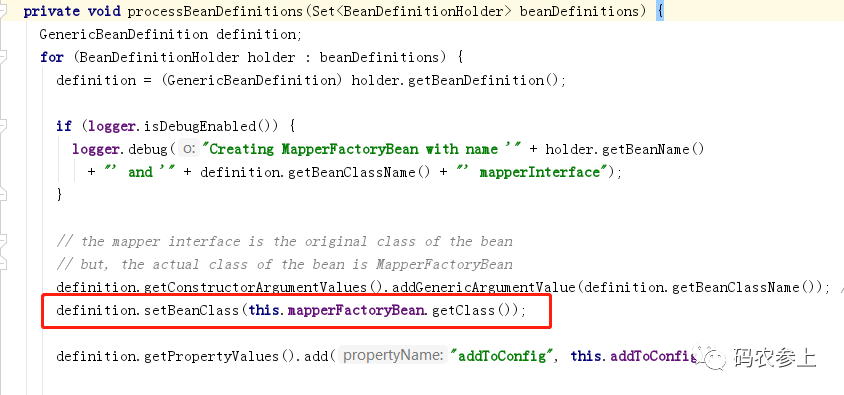 private void processBeanDefinitions(Set<BeanDefinitionHolder> beanDefinitions) {
GenericBeanDefinition definition;
for (BeanDefinitionHolder holder : beanDefinitions) {
definition = (GenericBeanDefinition) holder.getBeanDefinition();
if (logger.isDebugEnabled()) {
logger.debug( o: "Creating MapperFactoryBean with name '" + holder.getBeanName()
+ "' and '" + definition.getBeanClassName() + "' mapperInterface");
}
// the mapper interface is the original class of the bean
// but, the actual class of the bean is MapperFactoryBean
definition.getConstructorArgumentValues().addGenericArgumentValue(definition.getBeanClassName()); /
definition.setBeanClass(this.mapperFactoryBean.getClass());
definition.getPropertyValues().add( propertyName: "addToConfig", this.addToConfig
码农参上